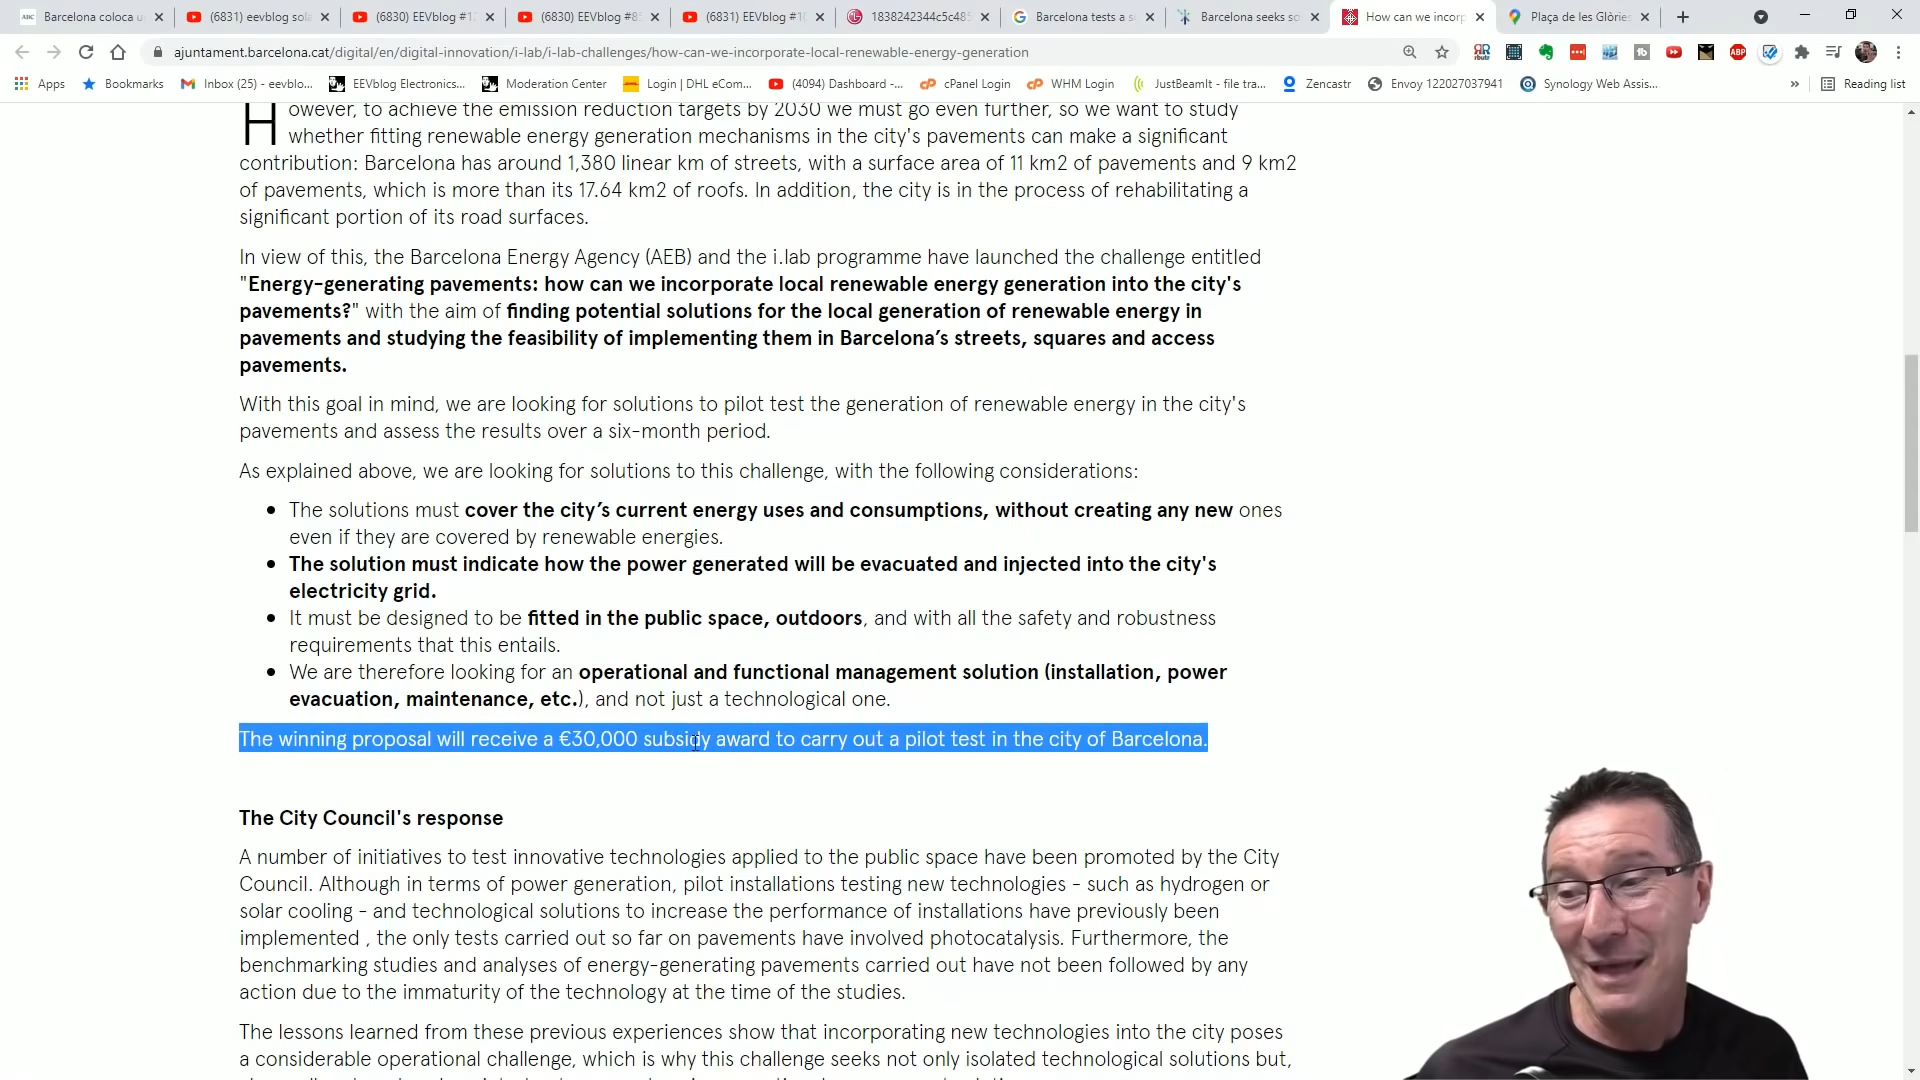 Barcelona coloca u
(6831) eevblog sola
(6830) EEVblog #1
(6830) EEVblog #8
(6831) EEVblog #10
1838242344c5c485
Barcelona tests a s
Barcelona seeks so
How can we incorp
Plaça de les Glòrie
ajuntament.barcelona.cat/digital/en/digital-innovation/i-lab/i-lab-challenges/how-can-we-incorporate-local-renewable-energy-generation
Apps
Bookmarks
Inbox (25) - eevblo...
EEVblog Electronics...
Moderation Center
Login | DHL eCom...
(4094) Dashboard -...
cPanel Login
WHM Login
JustBeamIt - file tra...
Zencastr
Envoy 122027037941
Synology Web Assis...
Reading list
However, to achieve the emission reduction targets by 2030 we must go even further, so we want to study
whether fitting renewable energy generation mechanisms in the city's pavements can make a significant
contribution: Barcelona has around 1,380 linear km of streets, with a surface area of 11 km2 of pavements and 9 km2
of pavements, which is more than its 17.64 km2 of roofs. In addition, the city is in the process of rehabilitating a
significant portion of its road surfaces.
In view of this, the Barcelona Energy Agency (AEB) and the i.lab programme have launched the challenge entitled
"Energy-generating pavements: how can we incorporate local renewable energy generation into the city's
pavements?" with the aim of finding potential solutions for the local generation of renewable energy in
pavements and studying the feasibility of implementing them in Barcelona's streets, squares and access
pavements.
With this goal in mind, we are looking for solutions to pilot test the generation of renewable energy in the city's
pavements and assess the results over a six-month period.
As explained above, we are looking for solutions to this challenge, with the following considerations:
The solutions must cover the city's current energy uses and consumptions, without creating any new ones
even if they are covered by renewable energies.
The solution must indicate how the power generated will be evacuated and injected into the city's
electricity grid.
It must be designed to be fitted in the public space, outdoors, and with all the safety and robustness
requirements that this entails.
We are therefore looking for an operational and functional management solution (installation, power
evacuation, maintenance, etc.), and not just a technological one.
The winning proposal will receive a €30,000 subsidy award to carry out a pilot test in the city of Barcelona.
The City Council's response
A number of initiatives to test innovative technologies applied to the public space have been promoted by the City
Council. Although in terms of power generation, pilot installations testing new technologies - such as hydrogen or
solar cooling - and technological solutions to increase the performance of installations have previously been
implemented , the only tests carried out so far on pavements have involved photocatalysis. Furthermore, the
benchmarking studies and analyses of energy-generating pavements carried out have not been followed by any
action due to the immaturity of the technology at the time of the studies.
The lessons learned from these previous experiences show that incorporating new technologies into the city poses
a considerable operational challenge, which is why this challenge seeks not only isolated technological solutions but,